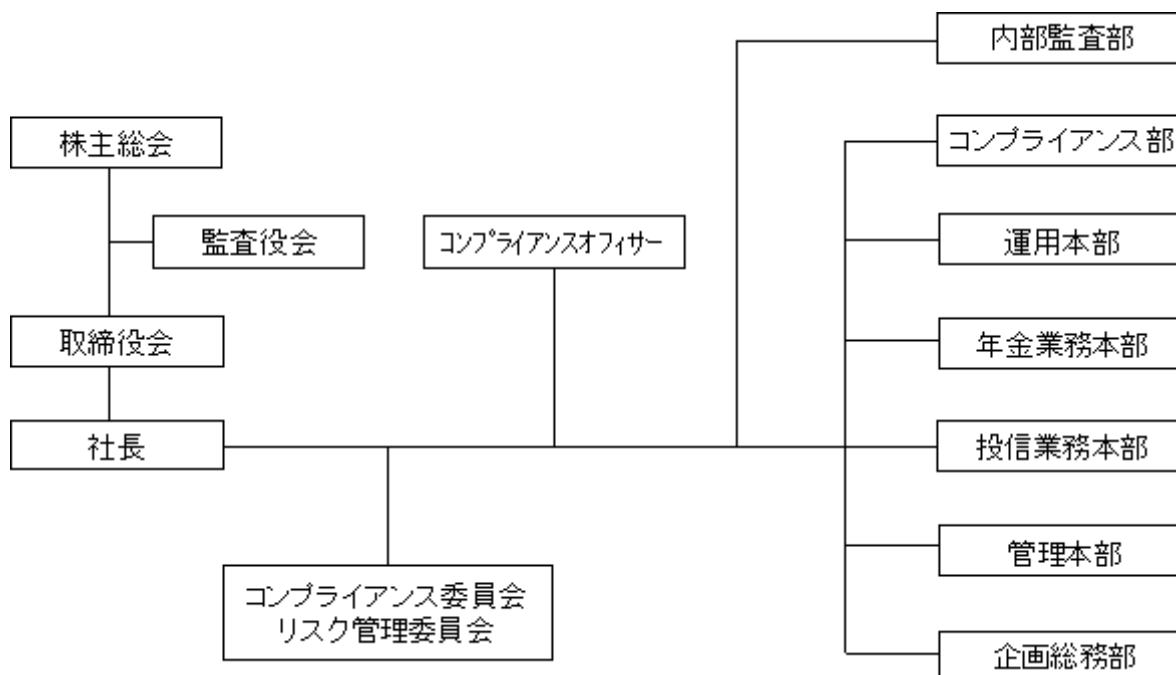 内部監査部
株主総会
コンプライアンス部
監査役会
コンプライアンスオフィサー
運用本部
取締役会
年金業務本部
社長
投信業務本部
管理本部
コンプライアンス委員会
リスク管理委員会
企画総務部